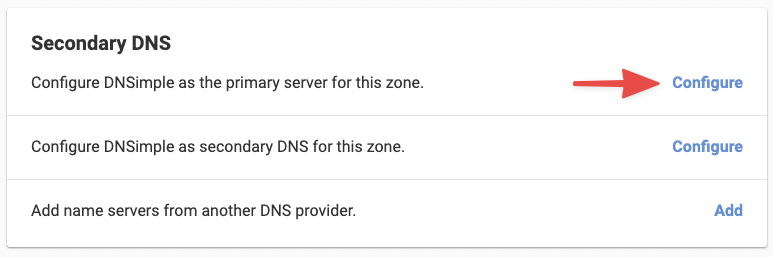 Secondary DNS
Configure DNSimple as the primary server for this zone.
Configure
Configure DNSimple as secondary DNS for this zone.
Configure
Add name servers from another DNS provider.
Add